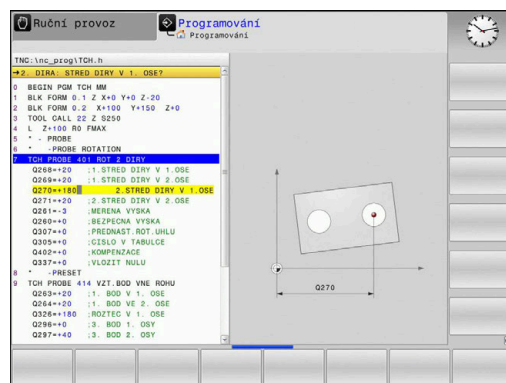 Ruční provoz
Programování
Programování
TNC:\nc_prog\TCH.h
→2. DIRA: STRED DIRY V 1. OSE?
0 BEGIN PGM TCH MM
1 BLK FORM 0.1 Z X+0 Y+0 Z-20
2 BLK FORM 0.2 X+100 Y+150 Z+0
3 TOOL CALL 22 Z S250
4 L Z+100 R0 FMAX
5 * - PROBE
6 * -PROBE ROTATION
7 TCH PROBE 401 ROT 2 DIRY
Q268=+20 ;1.STRED DIRY V 1.OSE
Q269=+20 ;1.STRED DIRY V 2.OSE
Q270=+180 2.STRED DIRY V 1.OSE
Q271=+20 ;2.STRED DIRY V 2.OSE
Q261=-3 ;MERENA VYSKA
Q260=+0 ;BEZPECNA VYSKA
Q307=+0 ;PREDNAST.ROT.UHLU
Q305=+0 ;CISLO V TABULCE
Q402=+0 ;KOMPENZACE
Q337=+0 ;VLOZIT NULU
8 * -PRESET
9 TCH PROBE 414 VZT.BOD VNE ROHU
Q263=+20 ;1. BOD V 1. OSE
Q264=+20 ;1. BOD VE 2. OSE
Q326=+180 ;ROZTEC V 1. OSE
Q296=+0 ;3. BOD 1. OSY
Q297=+40 ;3. BOD 2. OSY
Q270